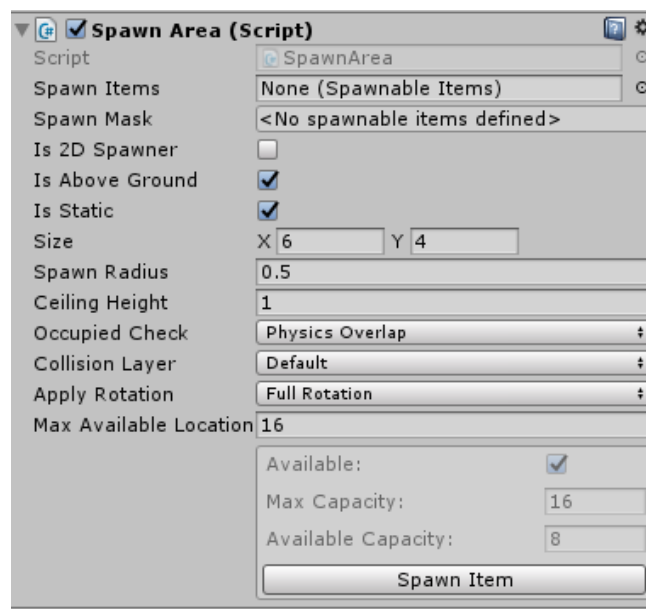 Spawn Area (Script)
Script SpawnArea
Spawn Items None (Spawnable Items)
Spawn Mask <No spawnable items defined>
Is 2D Spawner
Is Above Ground
Is Static
Size X 6 Y 4
Spawn Radius 0.5
Ceiling Height 1
Occupied Check Physics Overlap
Collision Layer Default
Apply Rotation Full Rotation
Max Available Location 16
Available:
Max Capacity: 16
Available Capacity: 8
Spawn Item